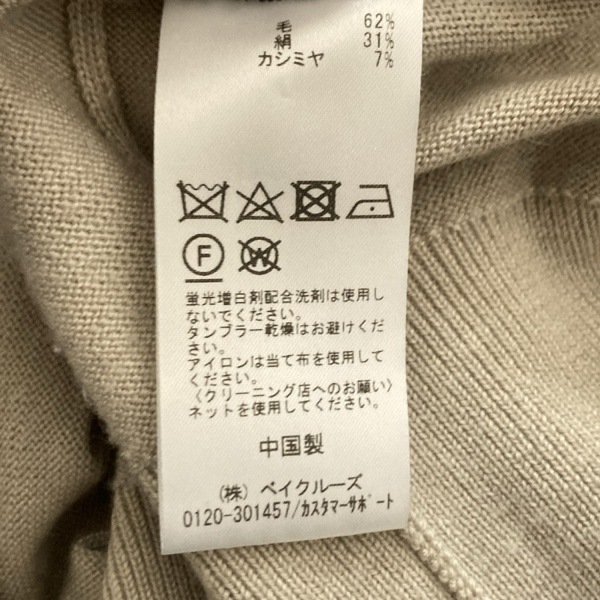 毛 62%
絹 31%
カシミヤ 7%
F W
蛍光増白剤配合洗剤は使用し
ないでください。
タンブラー乾燥はお避けくだ
さい。
アイロンは当て布を使用して
ください。
〈クリーニング店へのお願い〉
ネットを使用してください。
中国製
(株) ベイクルーズ
0120-301457/カスタマーサポート